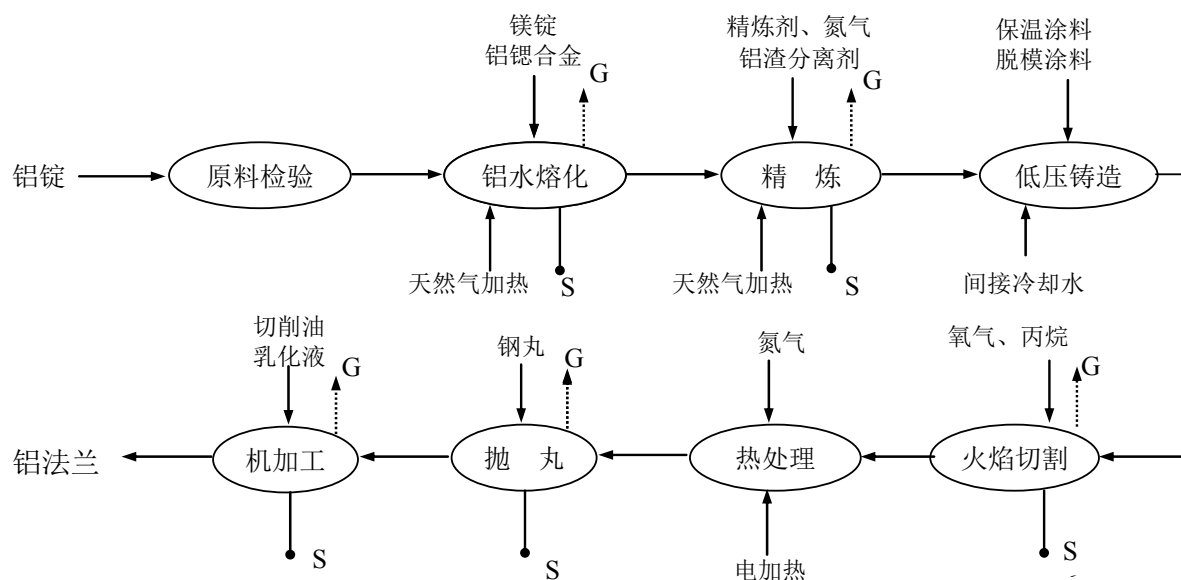 镁锭
铝锶合金
G
精炼剂、氮气
铝渣分离剂
G
保温涂料
脱模涂料
铝锭
原料检验
铝水熔化
精 炼
低压铸造
天然气加热
S
天然气加热
S
间接冷却水
切削油
乳化液
G
钢丸
G
氮气
氧气、丙烷
G
铝法兰
机加工
抛 丸
热处理
火焰切割
S
S
电加热
S